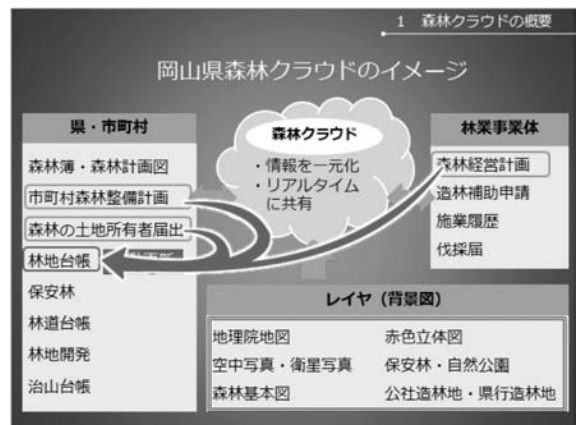 1 森林クラウドの概要
岡山県森林クラウドのイメージ
県・市町村
森林簿・森林計画図
市町村森林整備計画
森林の土地所有者届出
林地台帳
保安林
林道台帳
林地開発
治山台帳
森林クラウド
・情報を一元化
・リアルタイム
に共有
林業事業体
森林経営計画
造林補助申請
施業履歴
伐採届
レイヤ（背景図）
地理院地図 赤色立体図
空中写真・衛星写真 保安林・自然公園
森林基本図 公社造林地・県行造林地